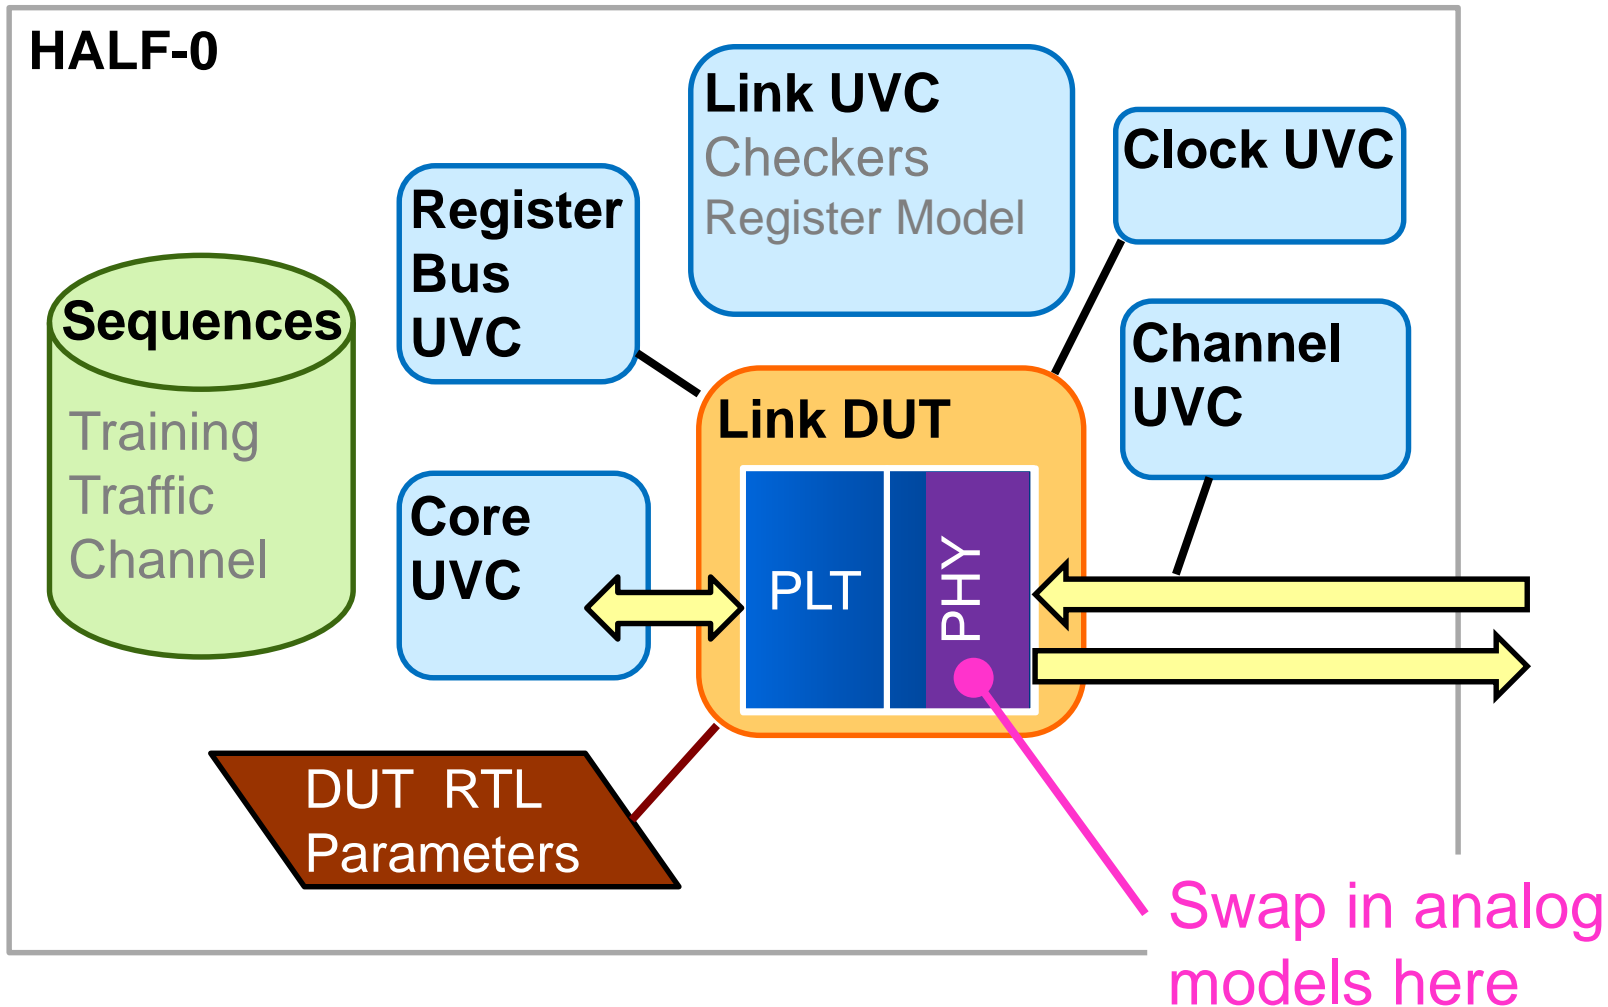 HALF-0
Link UVC
Checkers
Register Model
Clock UVC
Register
Bus
UVC
Sequences
Training
Traffic
Channel
Channel
UVC
Link DUT
Core
UVC
PLT
PHY
DUT RTL
Parameters
Swap in analog
models here